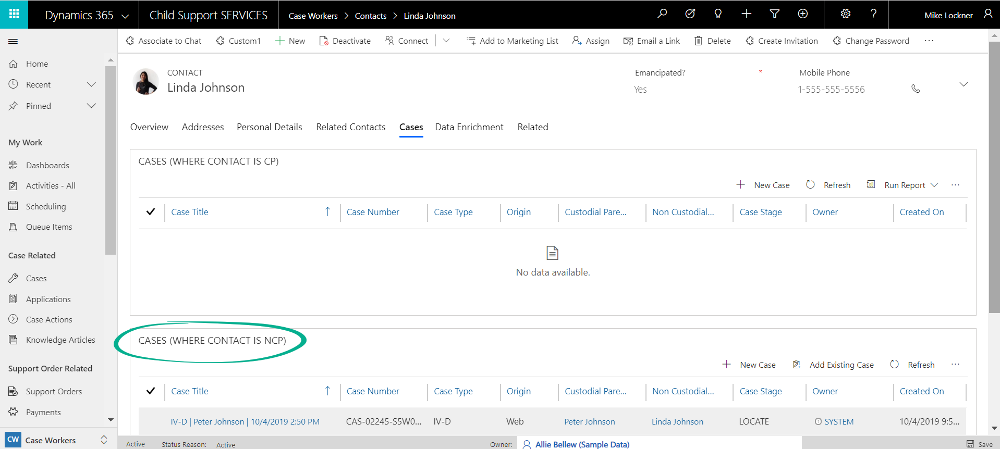 Dynamics 365
Child Support SERVICES
Case Workers > Contacts > Linda Johnson
?
Mike Lockner
Associate to Chat
Custom1
New
Deactivate
Connect
Add to Marketing List
Assign
Email a Link
Delete
Create Invitation
Change Password
...
Home
Recent
Pinned
My Work
Dashboards
Activities - All
Scheduling
Queue Items
Case Related
Cases
Applications
Case Actions
Knowledge Articles
Support Order Related
Support Orders
Payments
CW Case Workers
CONTACT
Linda Johnson
Emancipated? *
Yes
Mobile Phone
1-555-555-5556
Overview Addresses Personal Details Related Contacts Cases Data Enrichment Related
CASES (WHERE CONTACT IS CP)
New Case Refresh Run Report ...
Case Title Case Number Case Type Origin Custodial Pare... Non Custodial... Case Stage Owner Created On
No data available.
CASES (WHERE CONTACT IS NCP)
New Case Add Existing Case Refresh ...
Case Title Case Number Case Type Origin Custodial Pare... Non Custodial... Case Stage Owner Created On
IV-D | Peter Johnson | 10/4/2019 2:50 PM CAS-02245-S5W0... IV-D Web Peter Johnson Linda Johnson LOCATE SYSTEM 10/4/2019 9:5...
Active Status Reason: Active Owner: Allie Bellew (Sample Data) Save